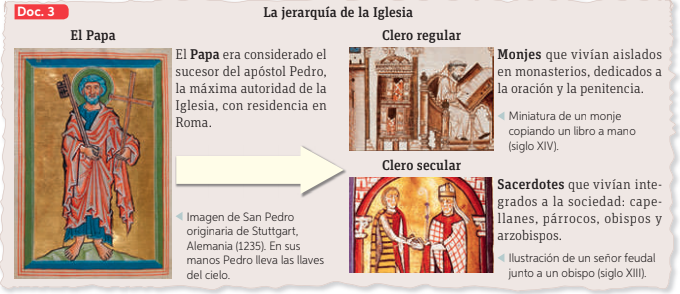 Doc. 3
La jerarquía de la Iglesia
El Papa
El Papa era considerado el
sucesor del apóstol Pedro,
la máxima autoridad de la
Iglesia, con residencia en
Roma.
Imagen de San Pedro
originaria de Stuttgart,
Alemania (1235). En sus
manos Pedro lleva las llaves
del cielo.
Clero regular
Monjes que vivían aislados
en monasterios, dedicados a
la oración y la penitencia.
Miniatura de un monje
copiando un libro a mano
(siglo XIV).
Clero secular
Sacerdotes que vivían inte-
grados a la sociedad: cape-
llanes, párrocos, obispos y
arzobispos.
Ilustración de un señor feudal
junto a un obispo (siglo XIII).